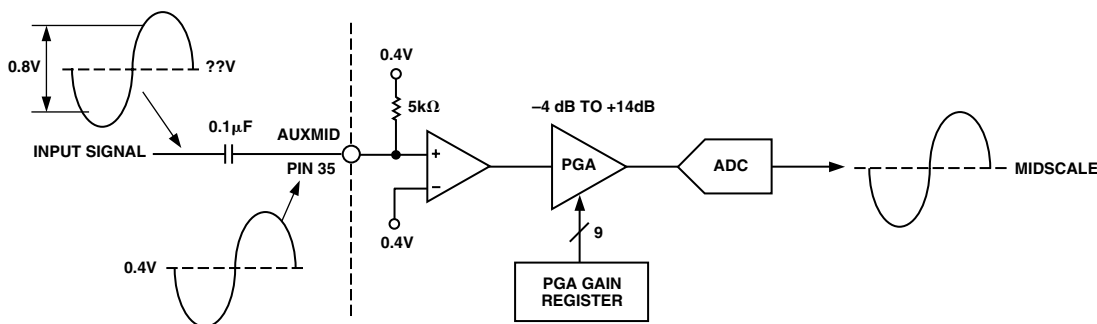 0.8V
??V
0.1μF
AUXMID
INPUT SIGNAL
PIN 35
0.4V
0.4V
5kΩ
+
–
0.4V
–4 dB TO +14dB
PGA
9
PGA GAIN
REGISTER
ADC
MIDSCALE